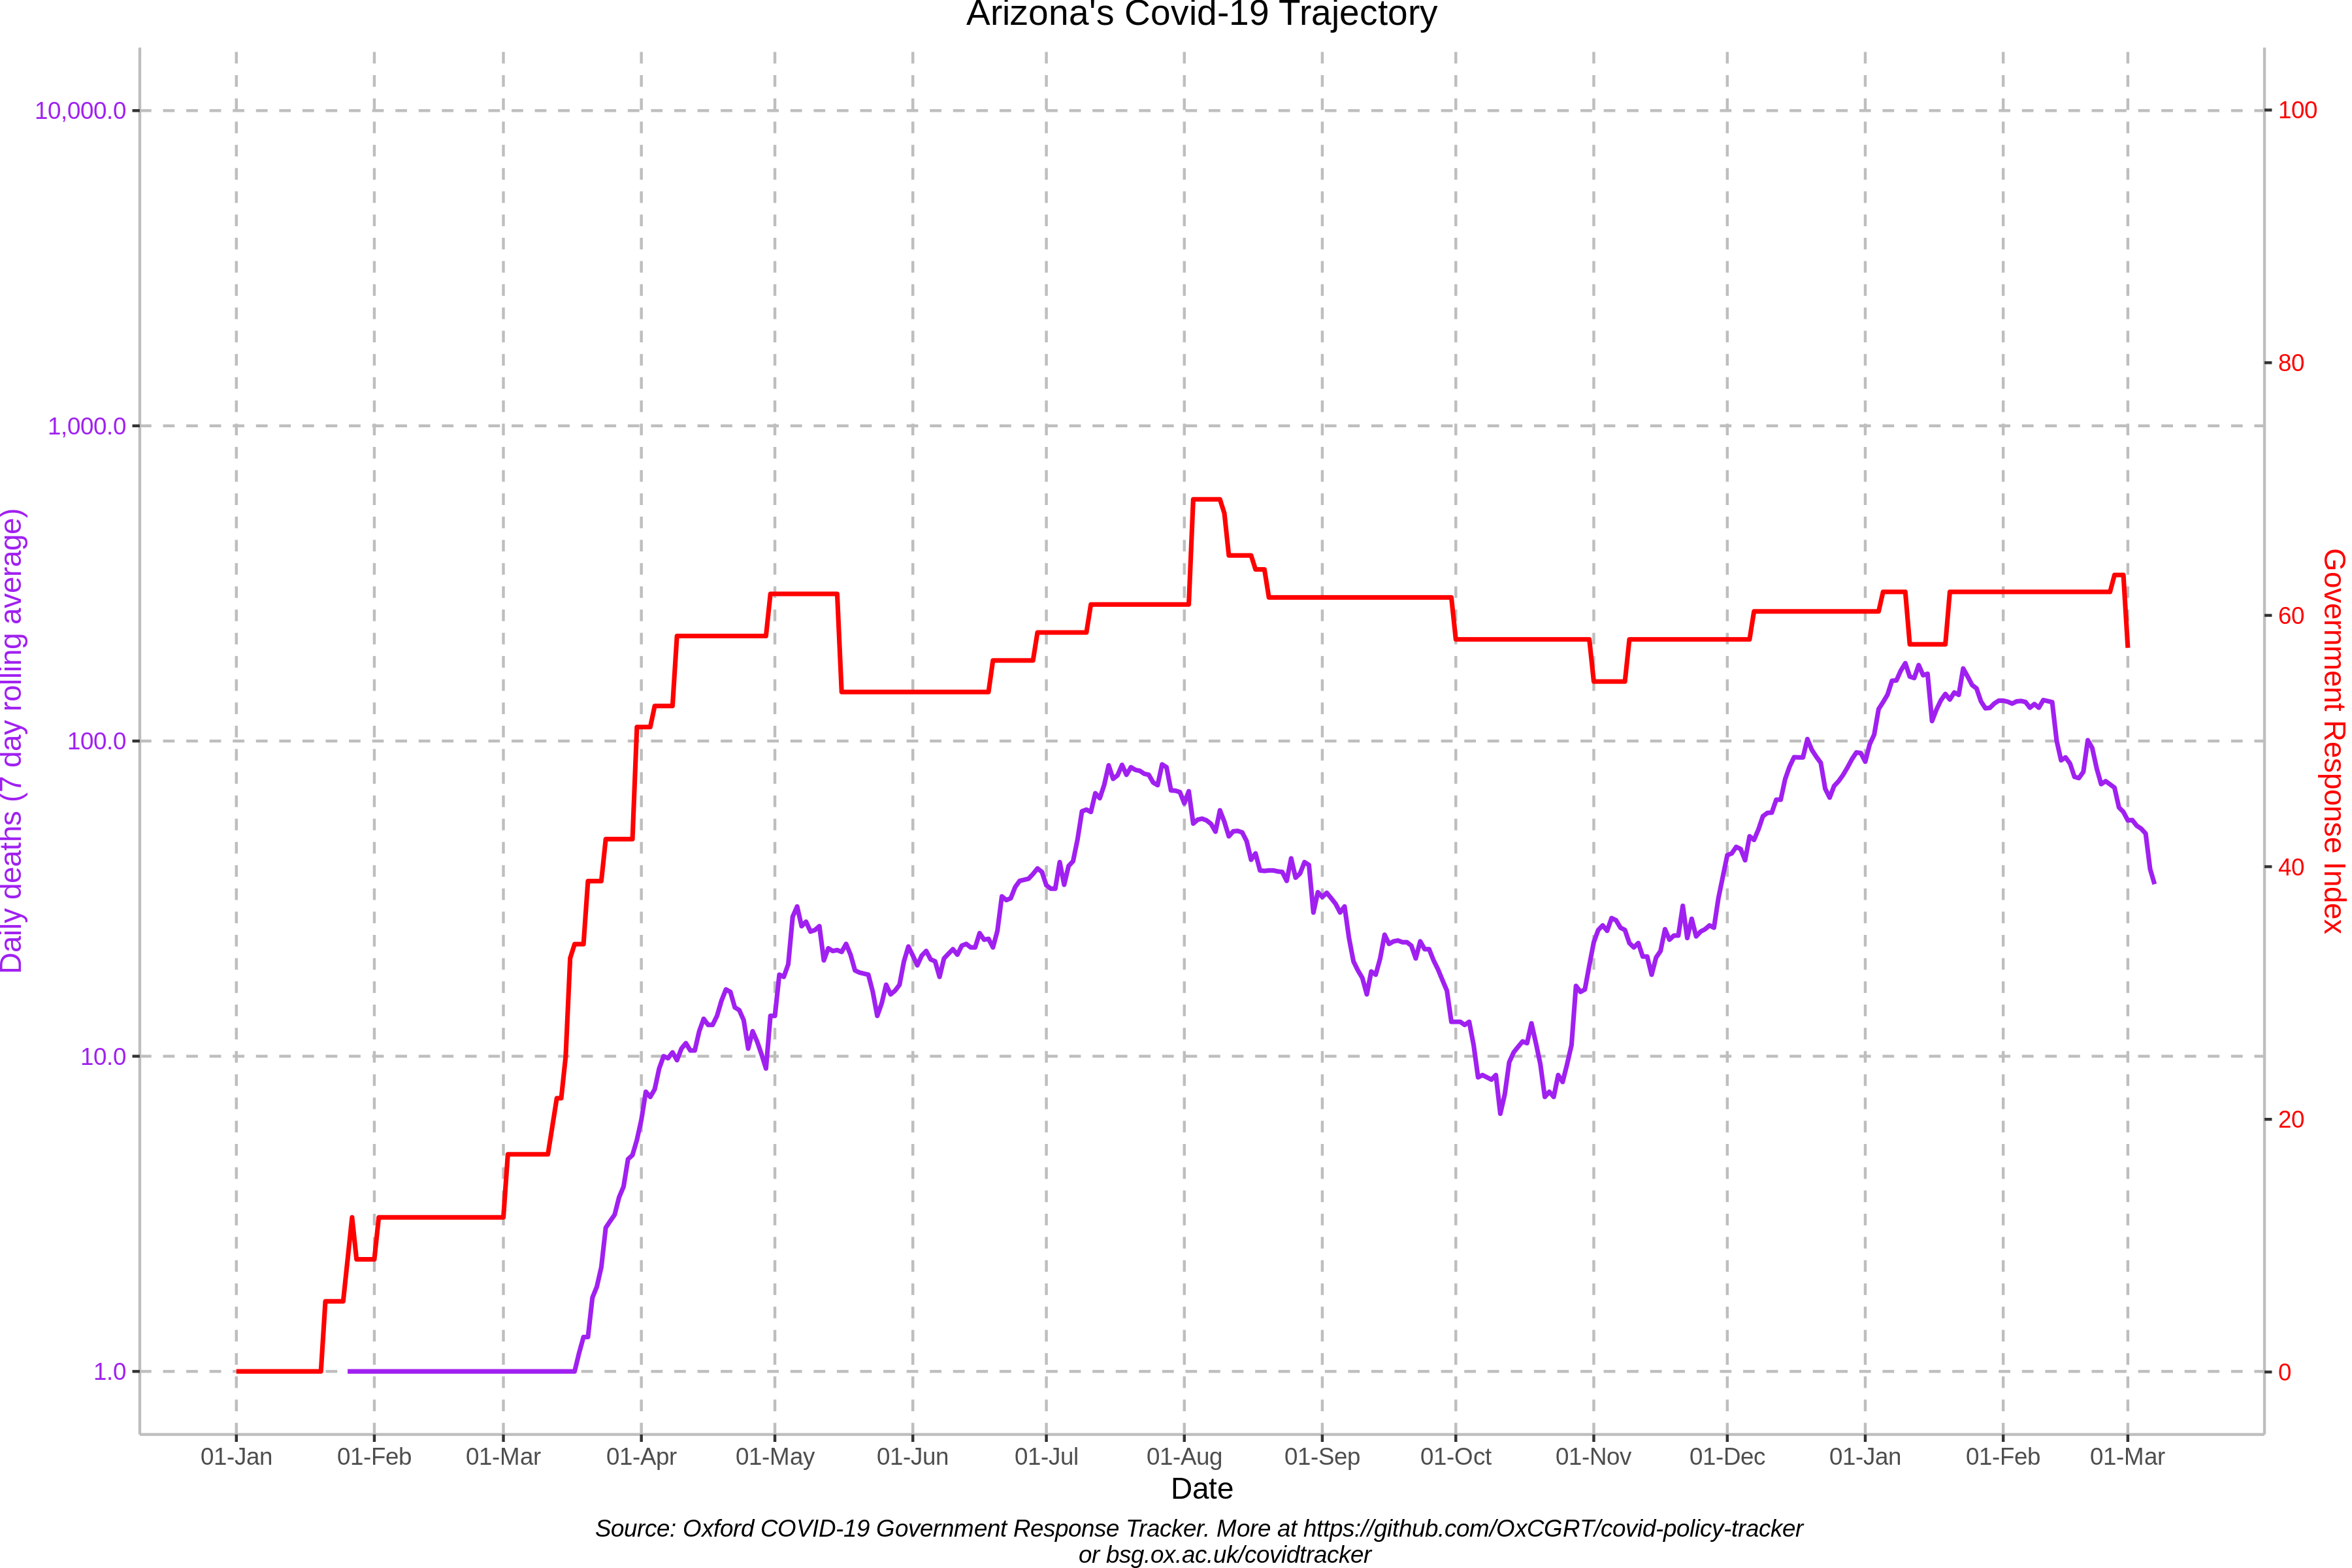 Arizona's Covid-19 Trajectory
Daily deaths (7 day rolling average)
10,000.0
1,000.0
100.0
10.0
1.0
100
80
60
40
20
0
Government Response Index
01-Jan 01-Feb 01-Mar 01-Apr 01-May 01-Jun 01-Jul 01-Aug 01-Sep 01-Oct 01-Nov 01-Dec 01-Jan 01-Feb 01-Mar
Date
Source: Oxford COVID-19 Government Response Tracker. More at https://github.com/OxCGRT/covid-policy-tracker
or bsg.ox.ac.uk/covidtracker